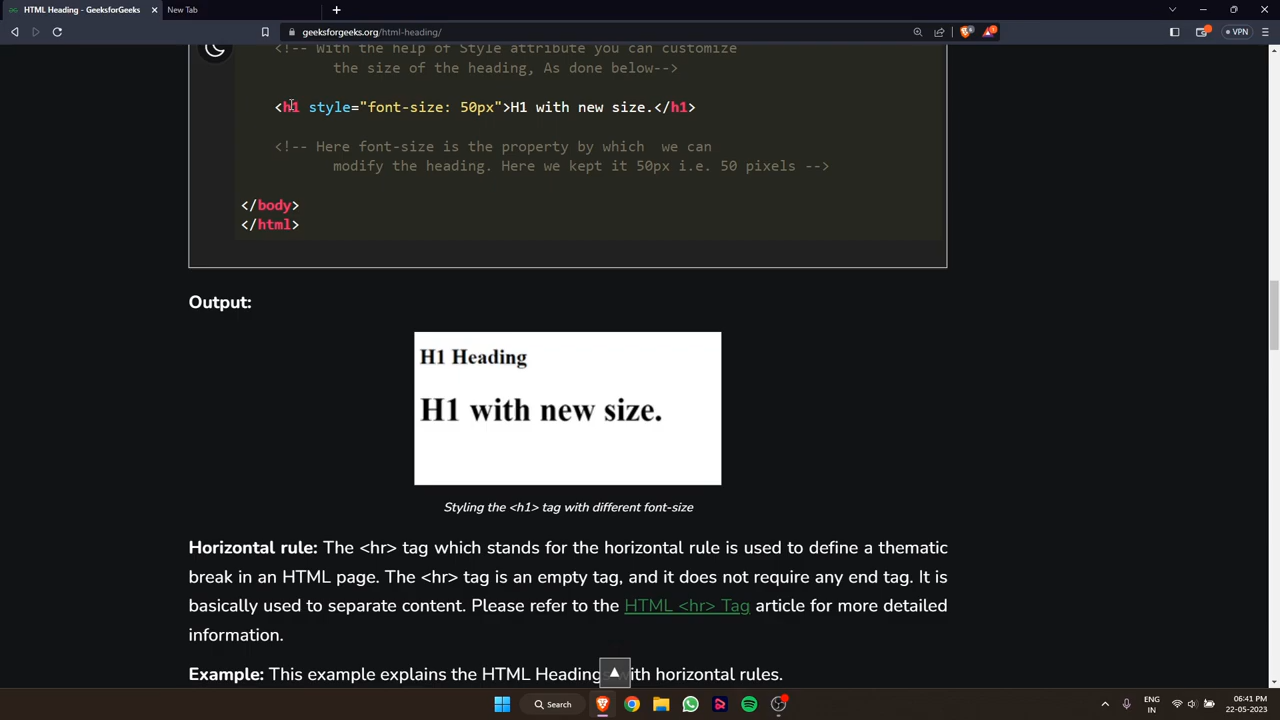 HTML Heading - GeeksforGeeks
New Tab
geeksforgeeks.org/html-heading/
VPN
<!-- With the help of Style attribute you can customize
the size of the heading, As done below-->
<h1 style="font-size: 50px">H1 with new size.</h1>
<!-- Here font-size is the property by which  we can
modify the heading. Here we kept it 50px i.e. 50 pixels -->
</body>
</html>
Output:
H1 Heading
H1 with new size.
Styling the <h1> tag with different font-size
Horizontal rule: The <hr> tag which stands for the horizontal rule is used to define a thematic
break in an HTML page. The <hr> tag is an empty tag, and it does not require any end tag. It is
basically used to separate content. Please refer to the HTML <hr> Tag article for more detailed
information.
Example: This example explains the HTML Headings with horizontal rules.
Search
ENG
IN
06:41 PM
22-05-2023